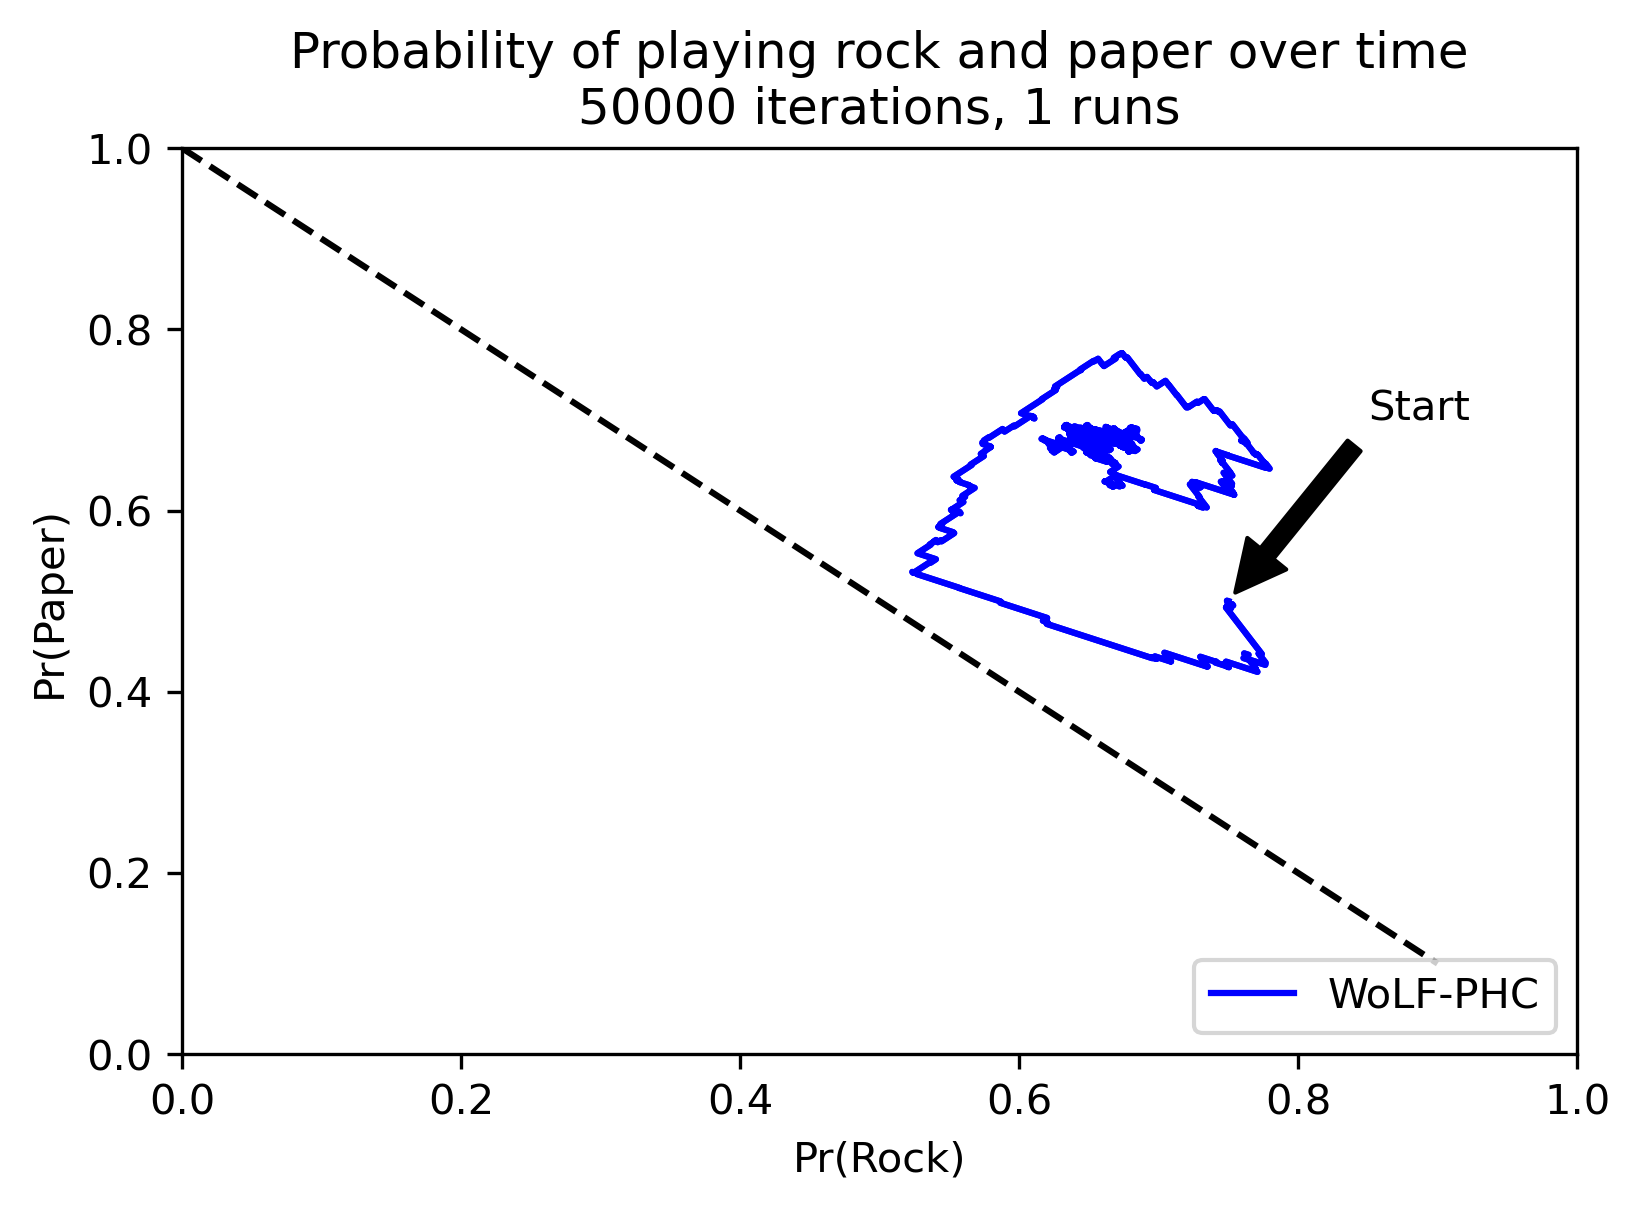 Probability of playing rock and paper over time
50000 iterations, 1 runs
1.0
0.8
0.6
0.4
0.2
0.0
Pr(Paper)
Start
WoLF-PHC
0.0 0.2 0.4 0.6 0.8 1.0
Pr(Rock)